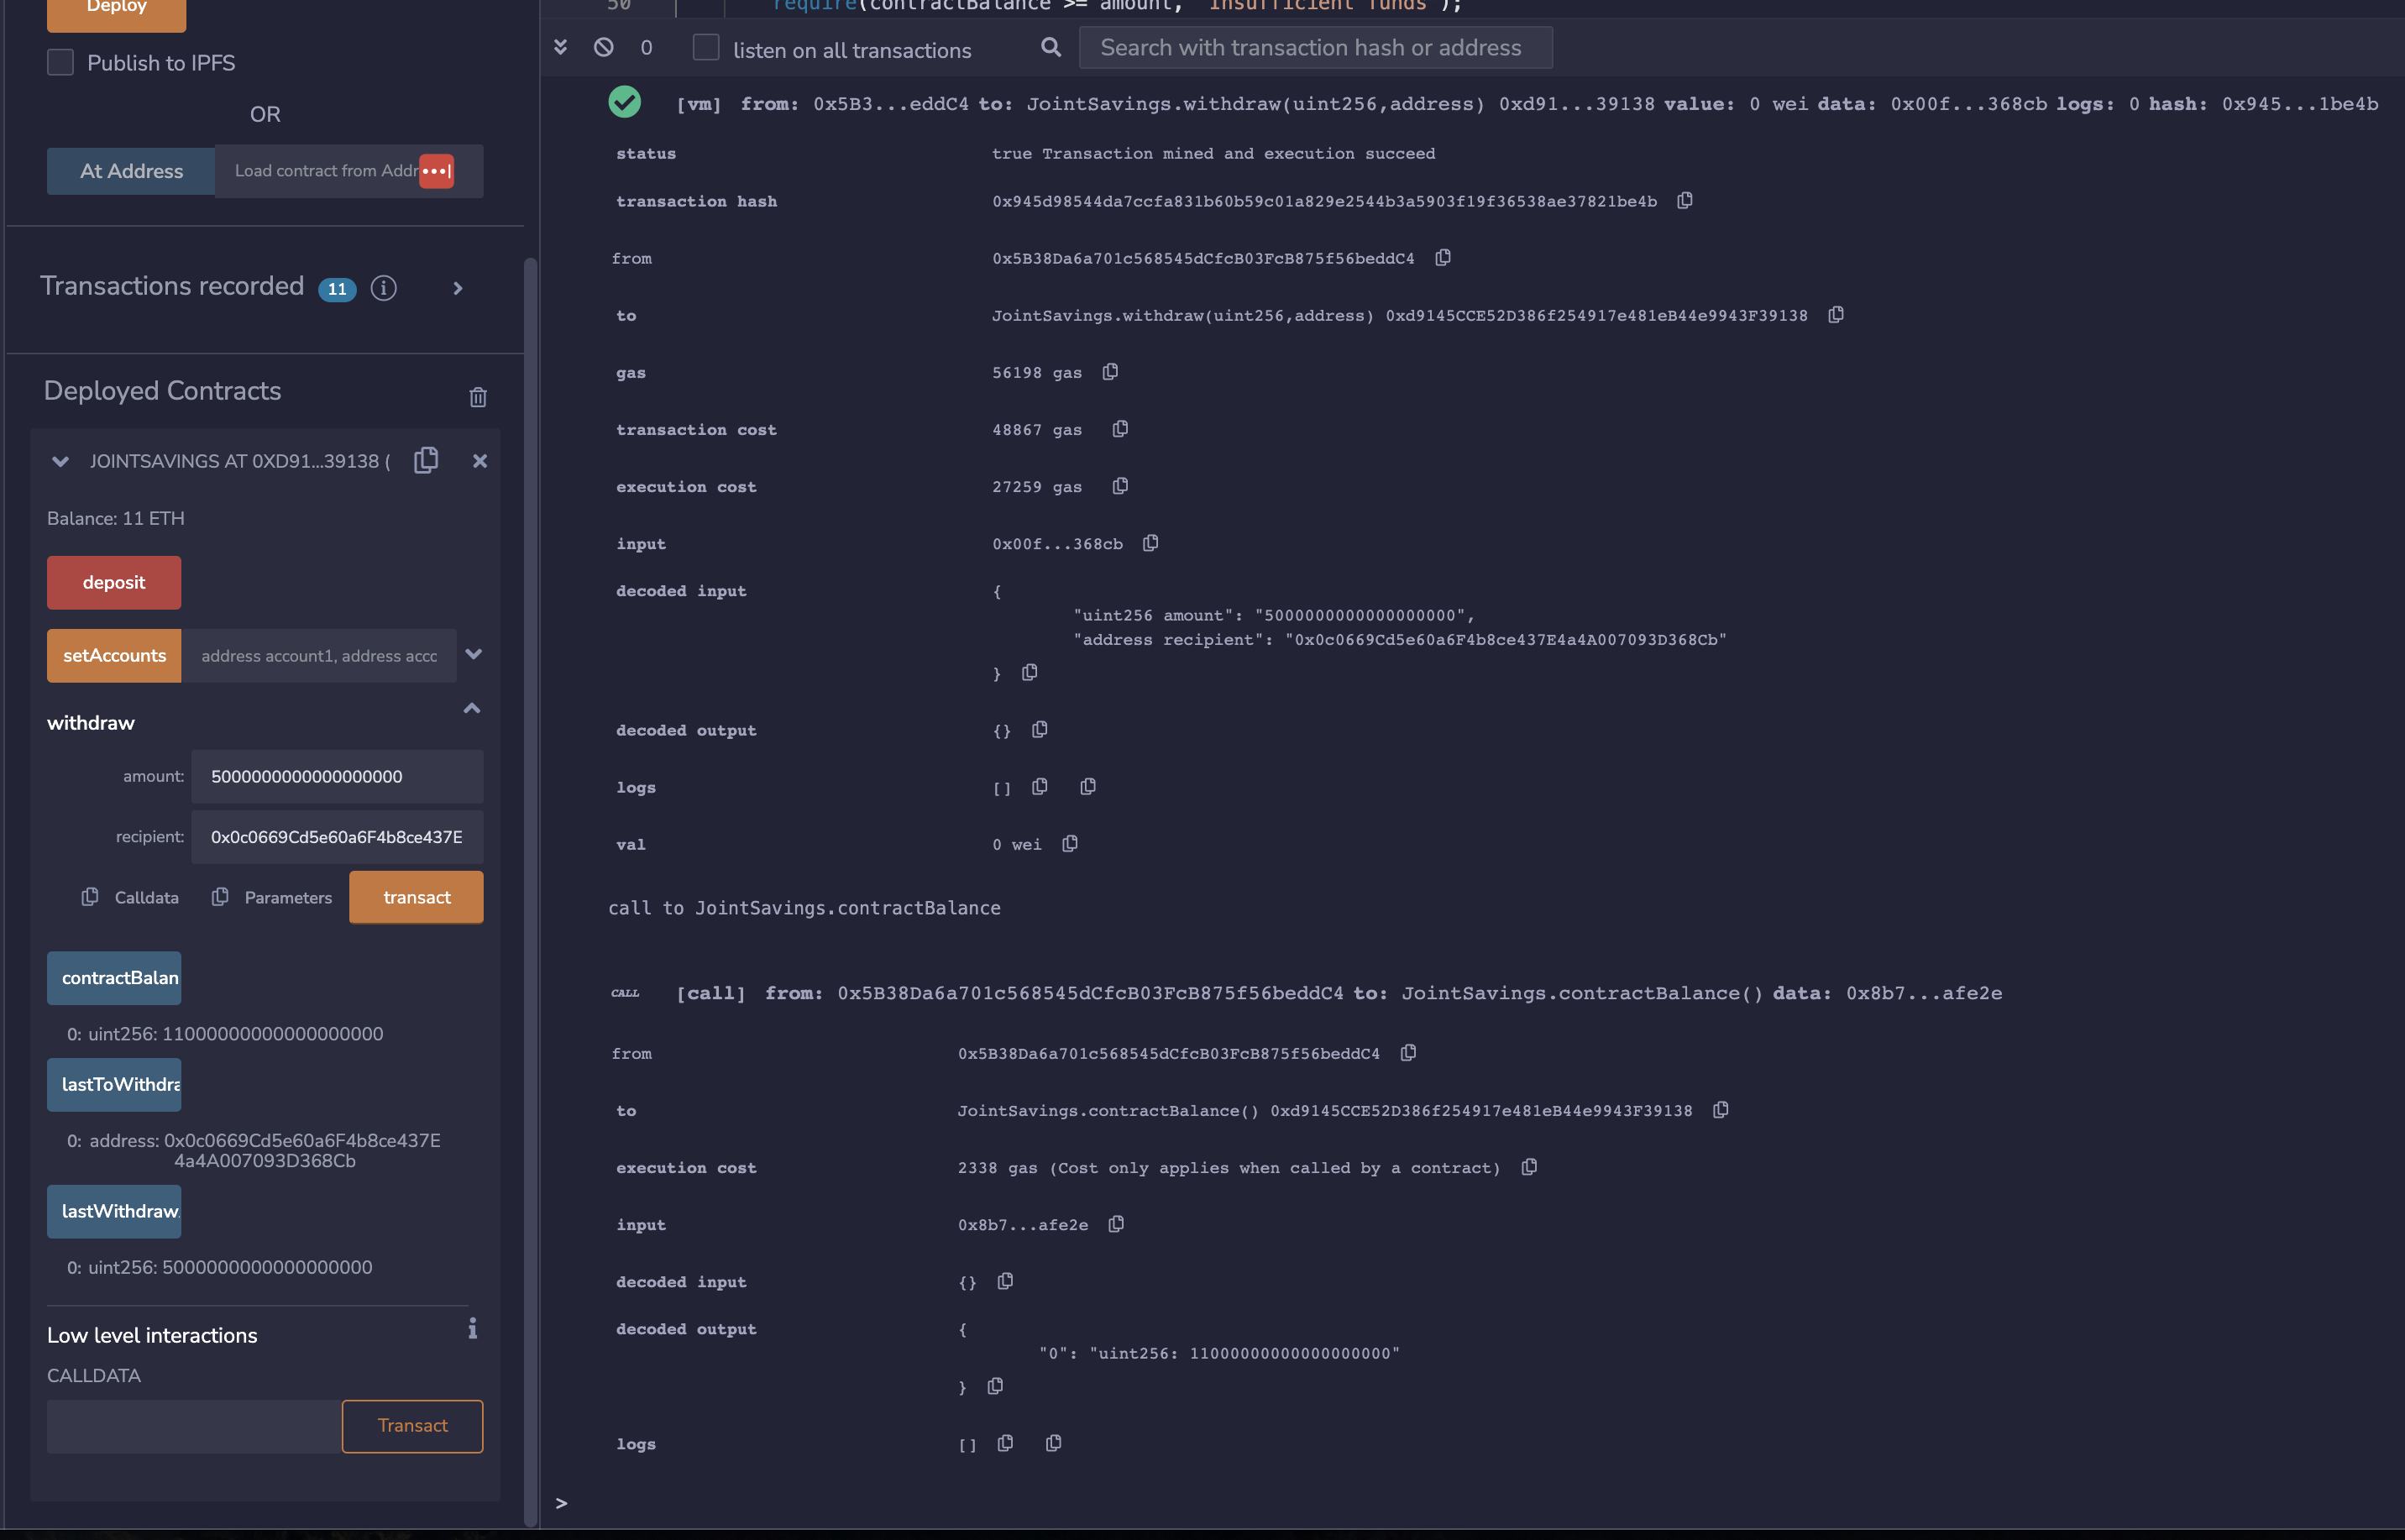 Deploy
Publish to IPFS
OR
At Address Load contract from Addr
Transactions recorded 11
Deployed Contracts
JOINTSAVINGS AT 0XD91...39138 (
Balance: 11 ETH
deposit
setAccounts address account1, address accc
withdraw
amount: 5000000000000000000
recipient: 0x0c0669Cd5e60a6F4b8ce437E
Calldata Parameters transact
contractBalan
0: uint256: 11000000000000000000
lastToWithdra
0: address: 0x0c0669Cd5e60a6F4b8ce437E
4a4A007093D368Cb
lastWithdraw
0: uint256: 5000000000000000000
Low level interactions
CALLDATA
Transact
50 require(contractBalance >= amount, "Insufficient funds");
0 listen on all transactions Search with transaction hash or address
[vm] from: 0x5B3...eddC4 to: JointSavings.withdraw(uint256,address) 0xd91...39138 value: 0 wei data: 0x00f...368cb logs: 0 hash: 0x945...1be4b
status true Transaction mined and execution succeed
transaction hash 0x945d98544da7ccfa831b60b59c01a829e2544b3a5903f19f36538ae37821be4b
from 0x5B38Da6a701c568545dCfcB03FcB875f56beddC4
to JointSavings.withdraw(uint256,address) 0xd9145CCE52D386f254917e481eB44e9943F39138
gas 56198 gas
transaction cost 48867 gas
execution cost 27259 gas
input 0x00f...368cb
decoded input {
"uint256 amount": "5000000000000000000",
"address recipient": "0x0c0669Cd5e60a6F4b8ce437E4a4A007093D368Cb"
}
decoded output {}
logs []
val 0 wei
call to JointSavings.contractBalance
CALL [call] from: 0x5B38Da6a701c568545dCfcB03FcB875f56beddC4 to: JointSavings.contractBalance() data: 0x8b7...afe2e
from 0x5B38Da6a701c568545dCfcB03FcB875f56beddC4
to JointSavings.contractBalance() 0xd9145CCE52D386f254917e481eB44e9943F39138
execution cost 2338 gas (Cost only applies when called by a contract)
input 0x8b7...afe2e
decoded input {}
decoded output {
"0": "uint256: 11000000000000000000"
}
logs []
>